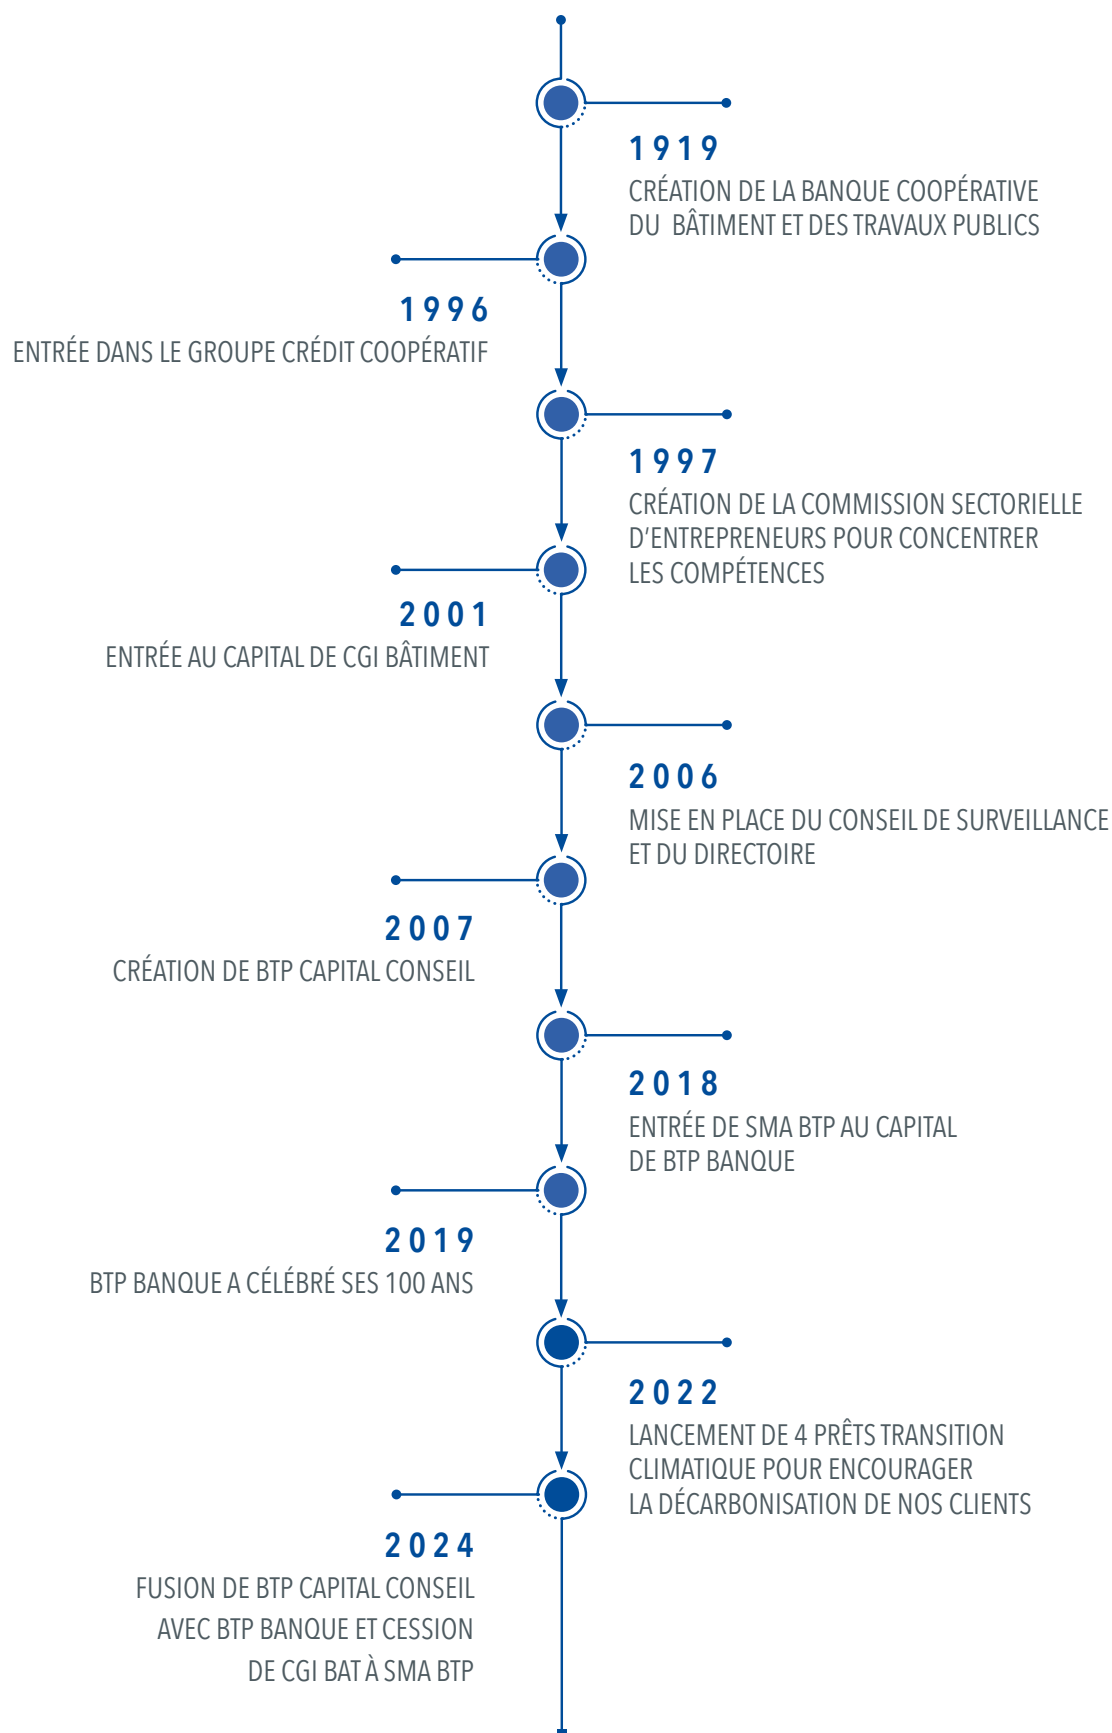 1919
CRÉATION DE LA BANQUE COOPÉRATIVE
DU BÂTIMENT ET DES TRAVAUX PUBLICS
1996
ENTRÉE DANS LE GROUPE CRÉDIT COOPÉRATIF
1997
CRÉATION DE LA COMMISSION SECTORIELLE
D'ENTREPRENEURS POUR CONCENTRER
LES COMPÉTENCES
2001
ENTRÉE AU CAPITAL DE CGI BÂTIMENT
2006
MISE EN PLACE DU CONSEIL DE SURVEILLANCE
ET DU DIRECTOIRE
2007
CRÉATION DE BTP CAPITAL CONSEIL
2018
ENTRÉE DE SMA BTP AU CAPITAL
DE BTP BANQUE
2019
BTP BANQUE A CÉLÉBRÉ SES 100 ANS
2022
LANCEMENT DE 4 PRÊTS TRANSITION
CLIMATIQUE POUR ENCOURAGER
LA DÉCARBONISATION DE NOS CLIENTS
2024
FUSION DE BTP CAPITAL CONSEIL
AVEC BTP BANQUE ET CESSION
DE CGI BAT À SMA BTP